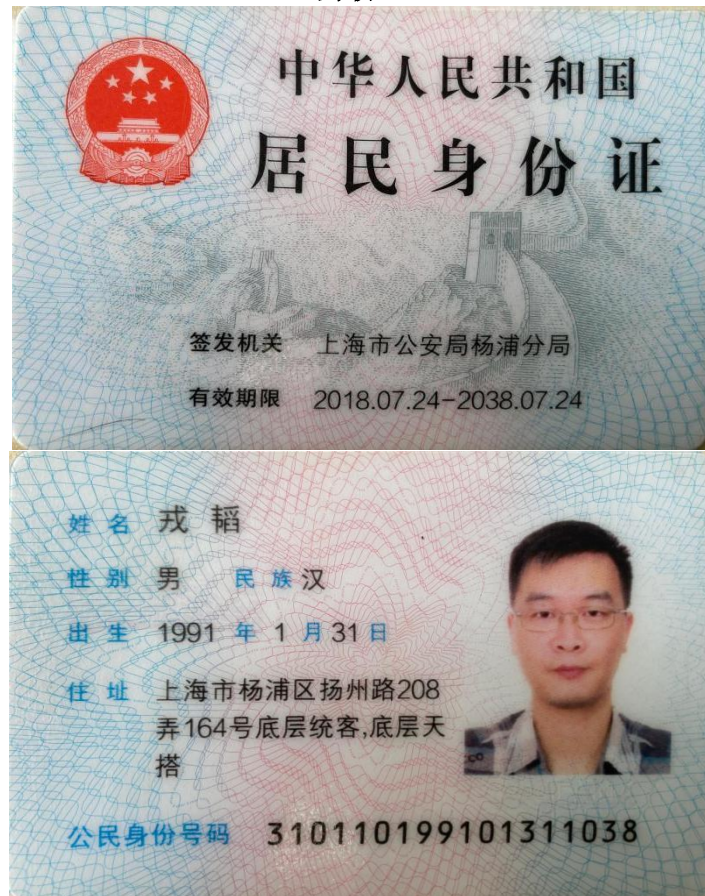 中华人民共和国
居民身份证
签发机关 上海市公安局杨浦分局
有效期限 2018.07.24-2038.07.24
姓名 戎韬
性别 男 民族 汉
出生 1991 年 1 月 31 日
住址 上海市杨浦区扬州路208
弄164号底层统客,底层天
搭
公民身份号码 310110199101311038